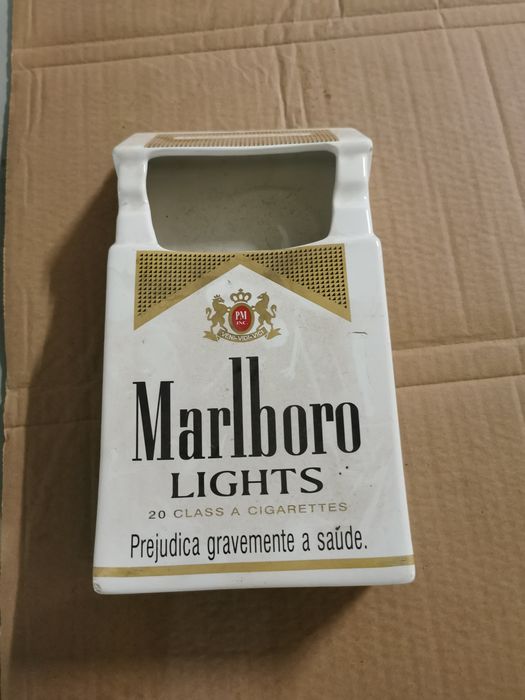 PM
INC.
VENI·VIDI·VICI
Marlboro
LIGHTS
20 CLASS A CIGARETTES
Prejudica gravemente a saúde.